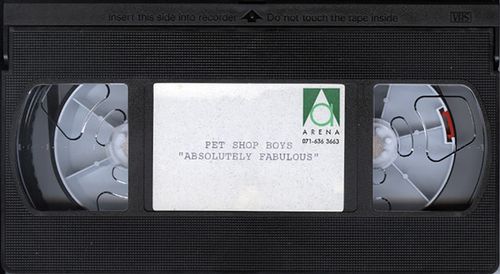 Insert this side into recorder Do not touch the tape inside
VHS
a
ARENA
071-636 3663
PET SHOP BOYS
"ABSOLUTELY FABULOUS"